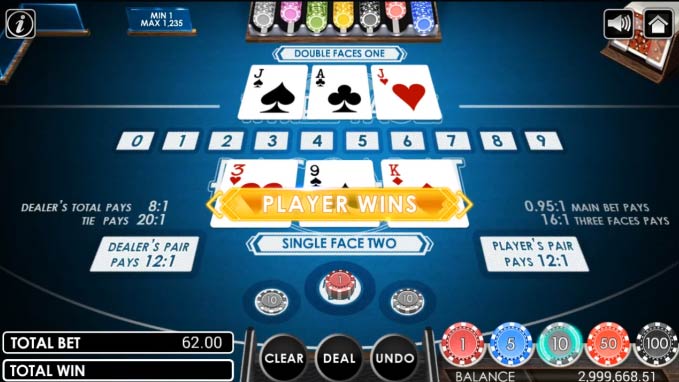 MIN 1
MAX 1,235
DOUBLE FACES ONE
J A J
0 1 2 3 4 5 6 7 8 9
3 9 K
PLAYER WINS
DEALER'S TOTAL PAYS 8:1
TIE PAYS 20:1
0.95:1 MAIN BET PAYS
16:1 THREE FACES PAYS
SINGLE FACE TWO
DEALER'S PAIR
PAYS 12:1
PLAYER'S PAIR
PAYS 12:1
10 1 10
TOTAL BET 62.00
TOTAL WIN
CLEAR DEAL UNDO
1 5 10 50 100
BALANCE 2,999,668.51